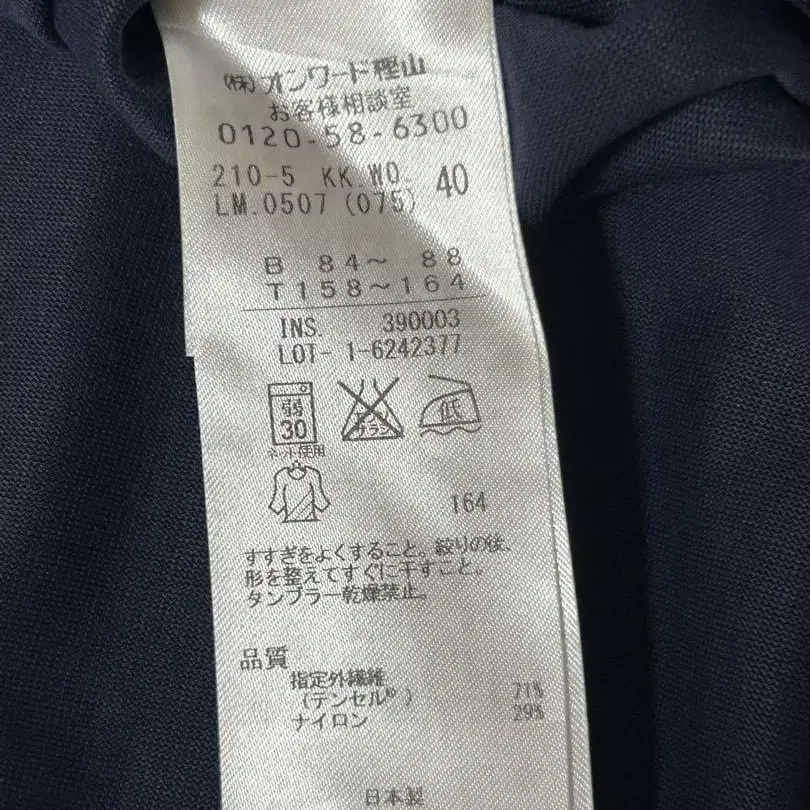 (株)オンワード樫山
お客様相談室
0120-58-6300
210-5 KK.WO. 40
LM.0507 (075)
B 84～ 88
T158～164
INS. 390003
LOT- 1-6242377
弱
30
ネット使用
低
164
すすぎをよくすること。絞りの後、
形を整えてすぐに干すこと。
タンブラー乾燥禁止。
品質
指定外繊維
(テンセル®) 71%
ナイロン 29%
日本製